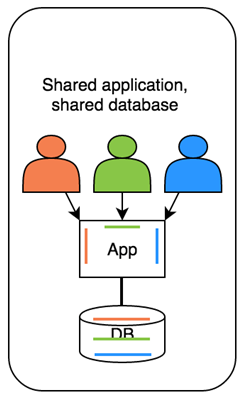 Shared application,
shared database
App
DB